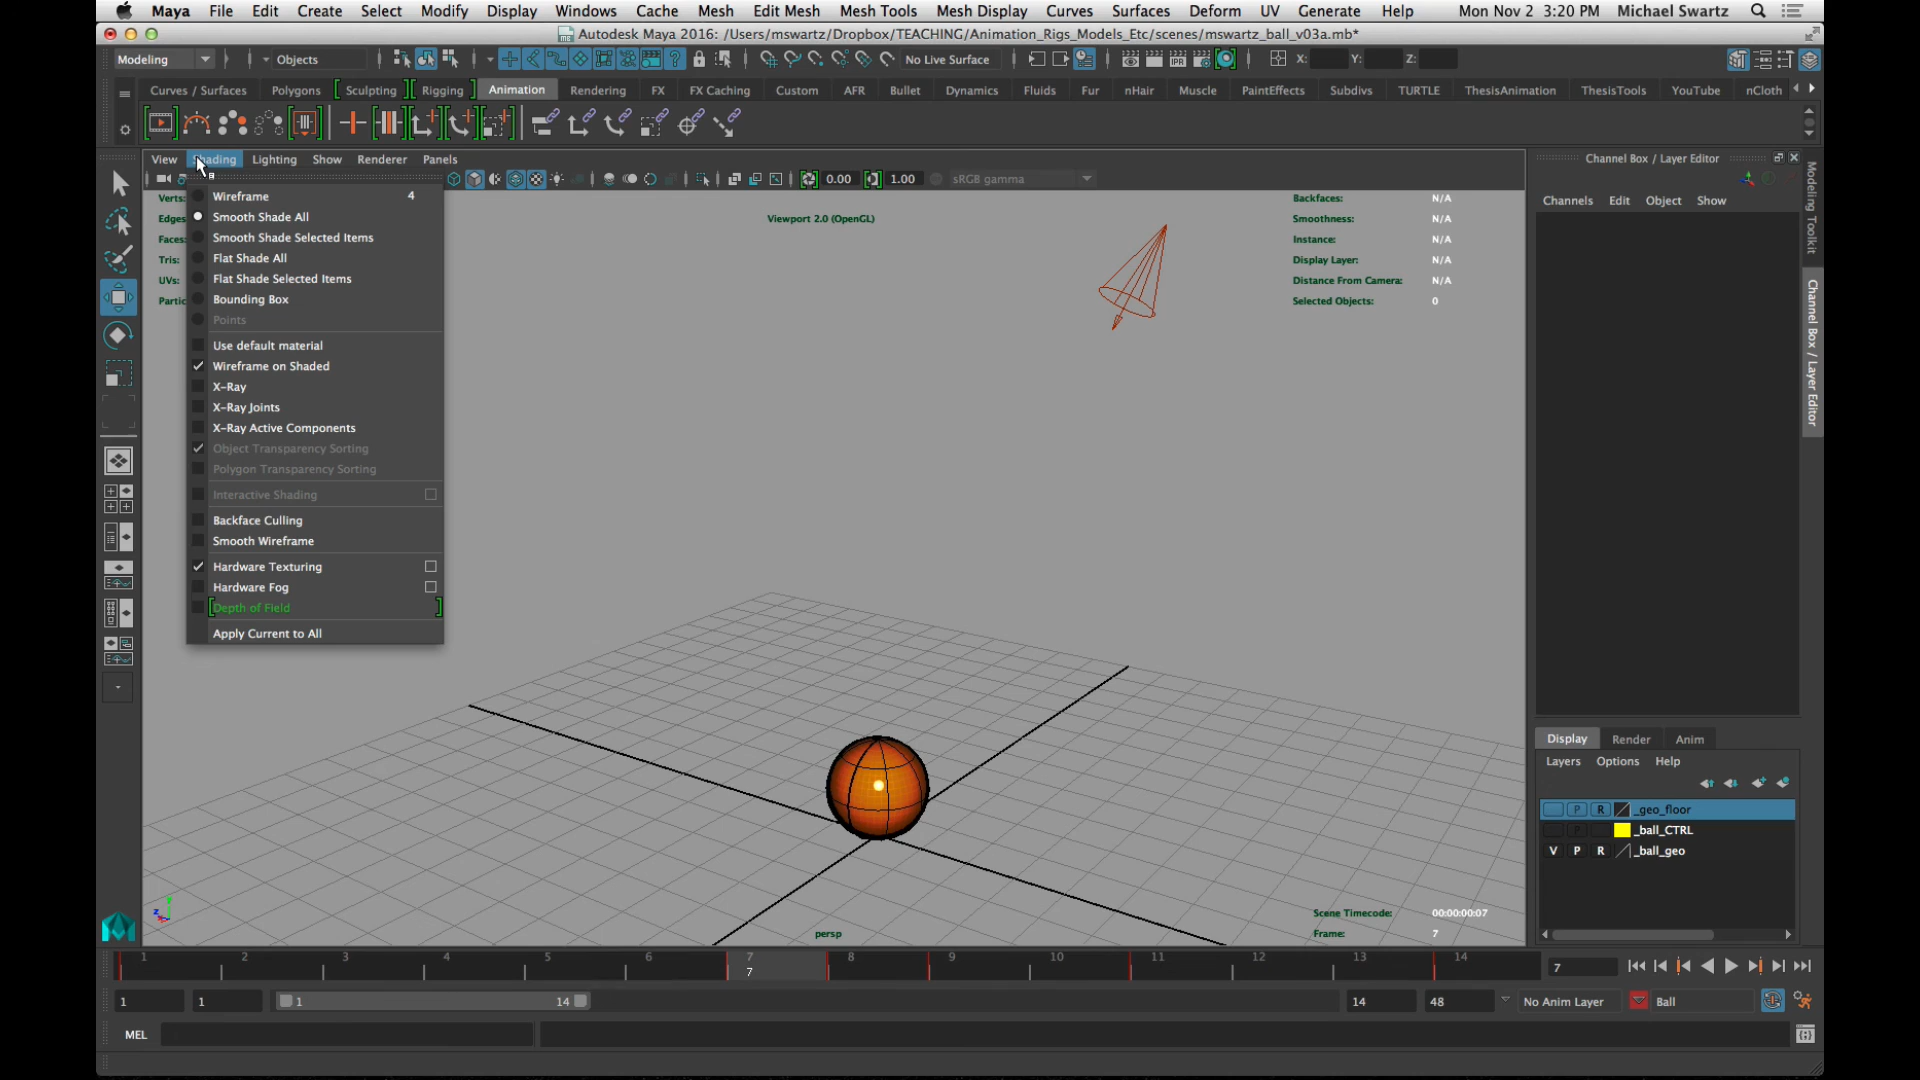 Maya File Edit Create Select Modify Display Windows Cache Mesh Edit Mesh Mesh Tools Mesh Display Curves Surfaces Deform UV Generate Help Mon Nov 2 3:20 PM Michael Swartz
Autodesk Maya 2016: /Users/mswartz/Dropbox/TEACHING/Animation_Rigs_Models_Etc/scenes/mswartz_ball_v03a.mb*
Modeling Objects No Live Surface X: Y: Z:
Curves / Surfaces Polygons Sculpting Rigging Animation Rendering FX FX Caching Custom AFR Bullet Dynamics Fluids Fur nHair Muscle PaintEffects Subdivs TURTLE ThesisAnimation ThesisTools YouTube nCloth
View Shading Lighting Show Renderer Panels
0.00 1.00 sRGB gamma
Channel Box / Layer Editor
Channels Edit Object Show
Modeling Toolkit
Channel Box / Layer Editor
Wireframe 4
Smooth Shade All
Smooth Shade Selected Items
Flat Shade All
Flat Shade Selected Items
Bounding Box
Points
Use default material
Wireframe on Shaded
X-Ray
X-Ray Joints
X-Ray Active Components
Object Transparency Sorting
Polygon Transparency Sorting
Interactive Shading
Backface Culling
Smooth Wireframe
Hardware Texturing
Hardware Fog
Depth of Field
Apply Current to All
Verts:
Edges
Faces:
Tris:
UVs:
Partic
Viewport 2.0 (OpenGL)
Backfaces: N/A
Smoothness: N/A
Instance: N/A
Display Layer: N/A
Distance From Camera: N/A
Selected Objects: 0
Scene Timecode: 00:00:00:07
Frame: 7
persp
z
Display Render Anim
Layers Options Help
P R _geo_floor
P _ball_CTRL
V P R _ball_geo
1 2 3 4 5 6 7 8 9 10 11 12 13 14
7
7
1 1 1 14 14 48 No Anim Layer Ball
MEL